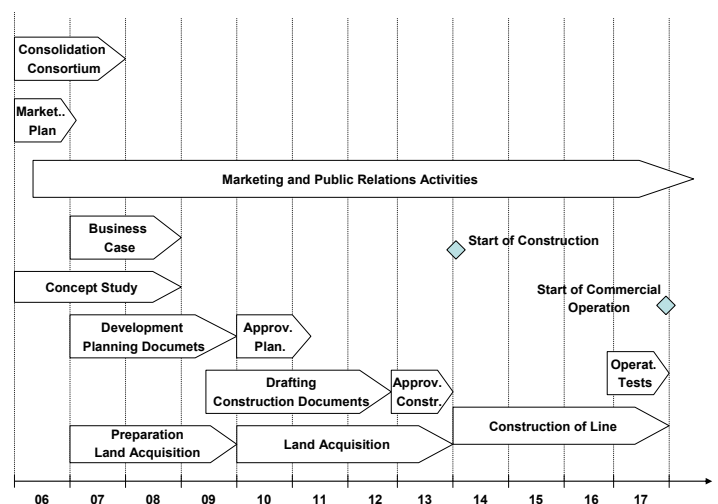 Consolidation
Consortium
Market..
Plan
Marketing and Public Relations Activities
Business
Case
Start of Construction
Concept Study
Start of Commercial
Operation
Development
Planning Documets
Approv.
Plan.
Operat.
Tests
Drafting
Construction Documents
Approv.
Constr.
Construction of Line
Preparation
Land Acquisition
Land Acquisition
06 07 08 09 10 11 12 13 14 15 16 17